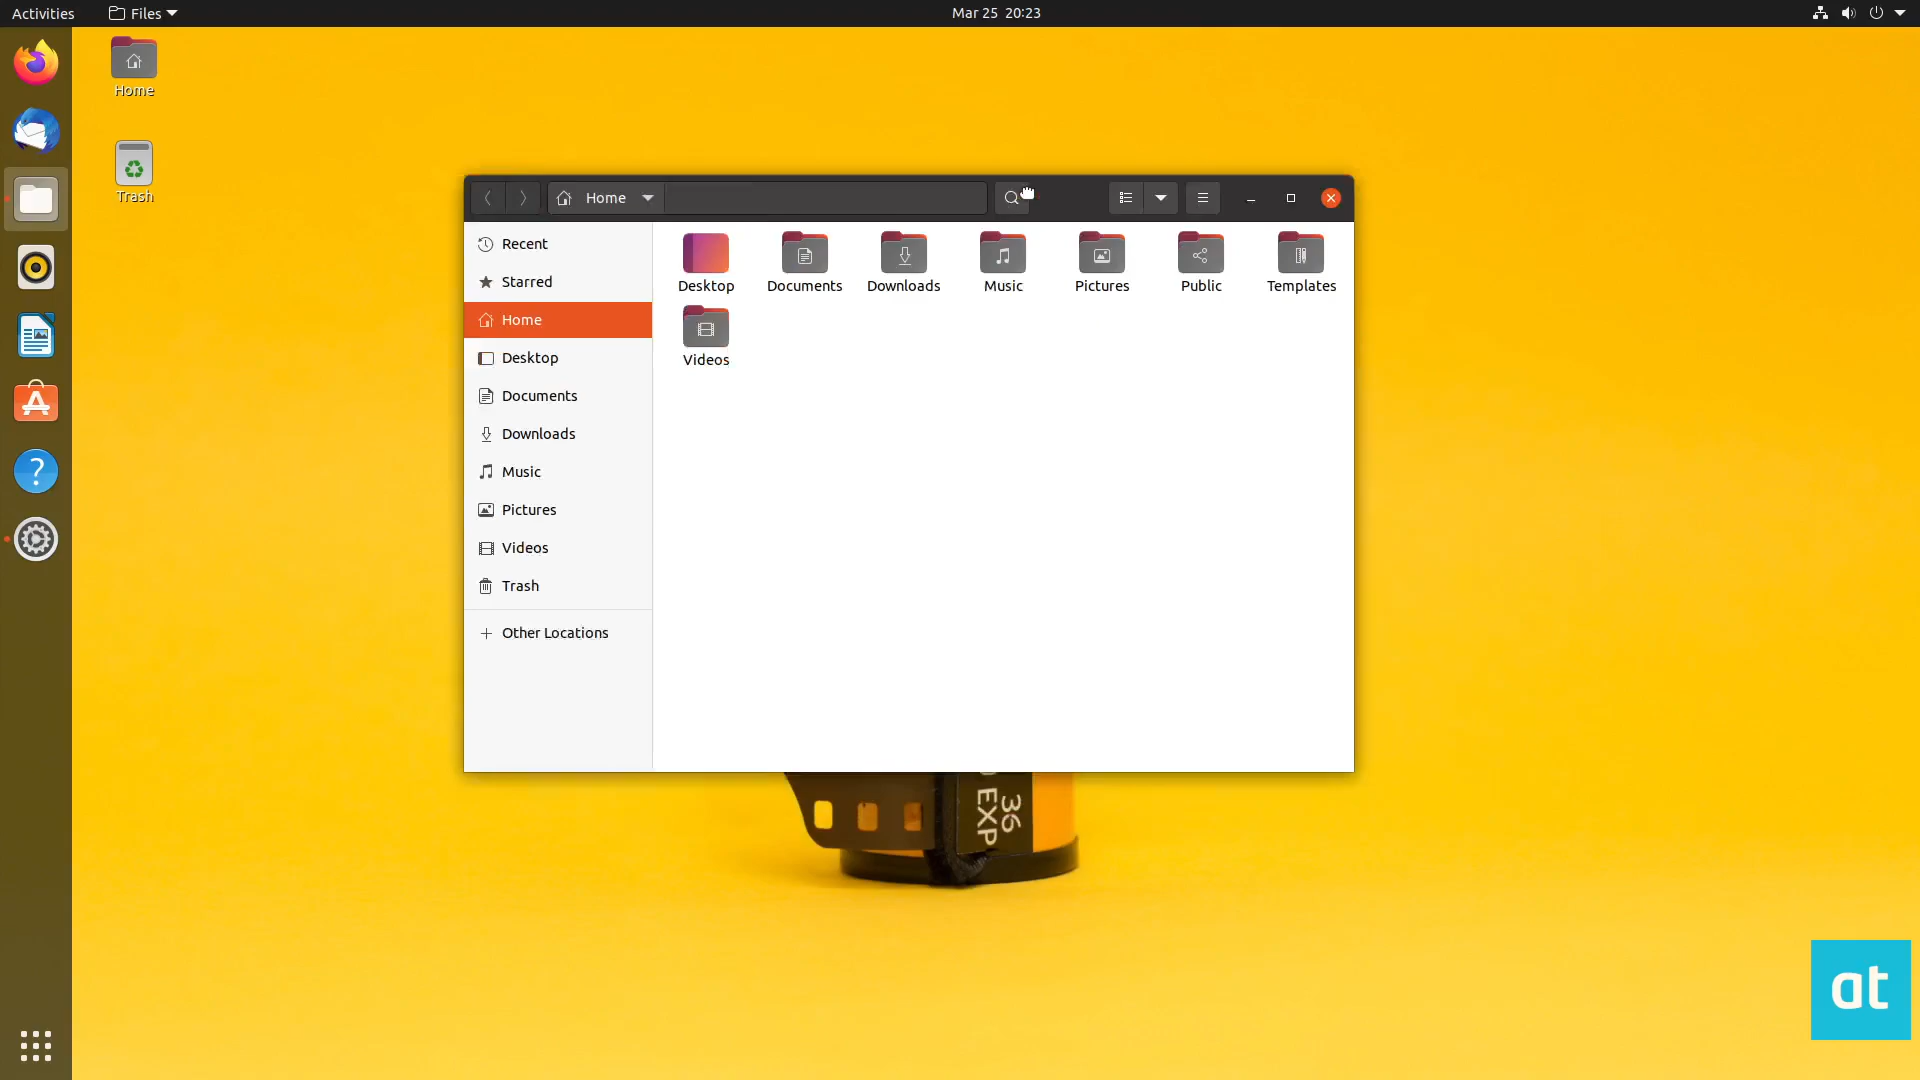 Activities
Files
Mar 25 20:23
Home
Trash
Home
Recent
Starred
Home
Desktop
Documents
Downloads
Music
Pictures
Videos
Trash
Other Locations
Desktop
Documents
Downloads
Music
Pictures
Public
Templates
Videos
36
EXP
at